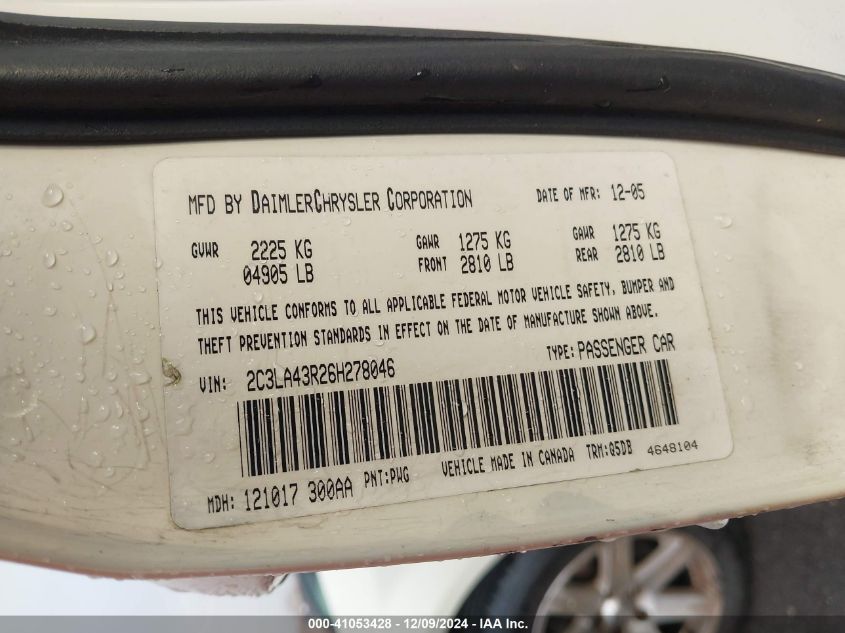 MFD BY DAIMLERCHRYSLER CORPORATION DATE OF MFR: 12-05
GVWR 2225 KG GAWR 1275 KG GAWR 1275 KG
04905 LB FRONT 2810 LB REAR 2810 LB
THIS VEHICLE CONFORMS TO ALL APPLICABLE FEDERAL MOTOR VEHICLE SAFETY, BUMPER AND
THEFT PREVENTION STANDARDS IN EFFECT ON THE DATE OF MANUFACTURE SHOWN ABOVE.
VIN: 2C3LA43R26H278046 TYPE: PASSENGER CAR
MDH: 121017 300AA PNT:PWG VEHICLE MADE IN CANADA TRM:Q5DB 4648104
000-41053428 - 12/09/2024 - IAA Inc.